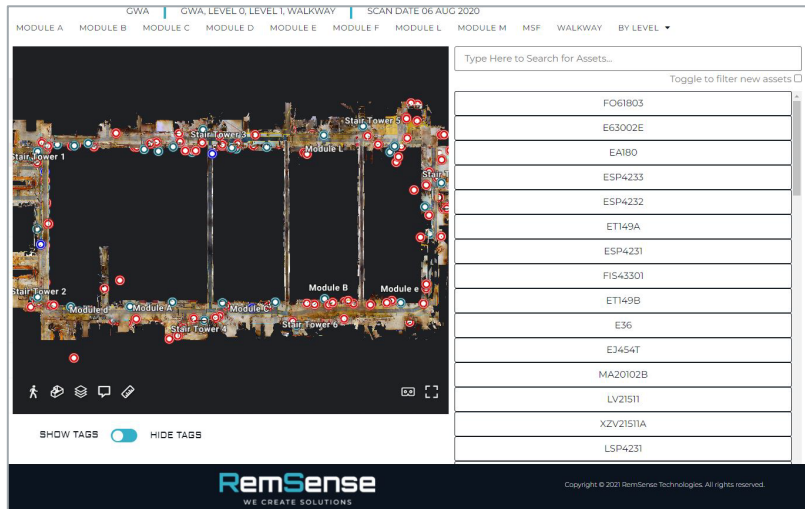 GWA GWA, LEVEL 0, LEVEL 1, WALKWAY SCAN DATE 06 AUG 2020
MODULE A MODULE B MODULE C MODULE D MODULE E MODULE F MODULE L MODULE M MSF WALKWAY BY LEVEL
Type Here to Search for Assets...
Toggle to filter new assets
FO61803
E63002E
EA180
ESP4233
ESP4232
ET149A
ESP4231
FIS43301
ET149B
E36
EJ454T
MA20102B
LV21511
XZV21511A
LSP4231
Stair Tower 5
Stair Tower 3
Module L
Stair Tower 1
Stair T
Stair Tower 2
Module B
Module e
Module d
Module A
Module C
Stair Tower 4
Stair Tower 6
SHOW TAGS HIDE TAGS
RemSense
WE CREATE SOLUTIONS
Copyright © 2021 RemSense Technologies. All rights reserved.